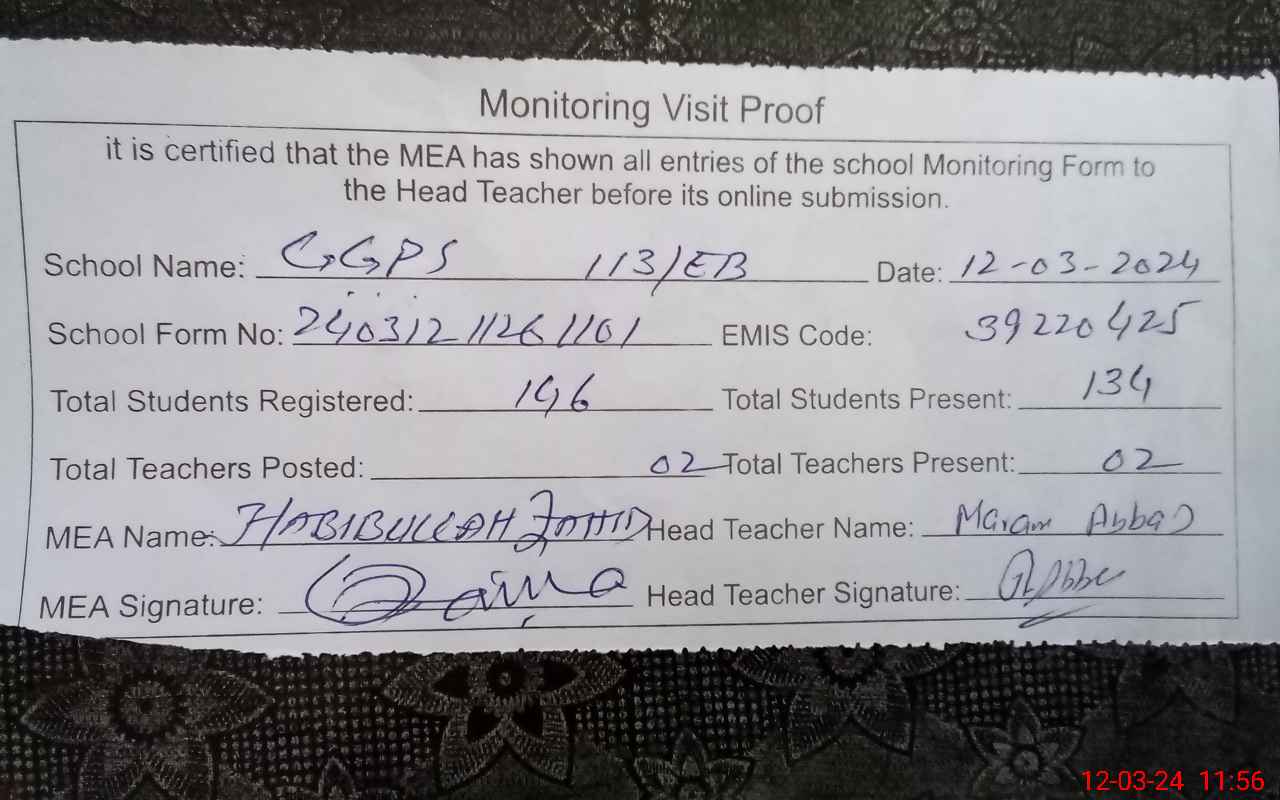 Monitoring Visit Proof
it is certified that the MEA has shown all entries of the school Monitoring Form to
the Head Teacher before its online submission.
School Name: GGPS 113/EB Date: 12-03-2024
School Form No: 24031211261101 EMIS Code: 39220425
Total Students Registered: 146 Total Students Present: 134
Total Teachers Posted: 02 Total Teachers Present: 02
MEA Name: HABIBULLAH ZAHID Head Teacher Name: Maram Abbas
MEA Signature: Head Teacher Signature:
12-03-24 11:56